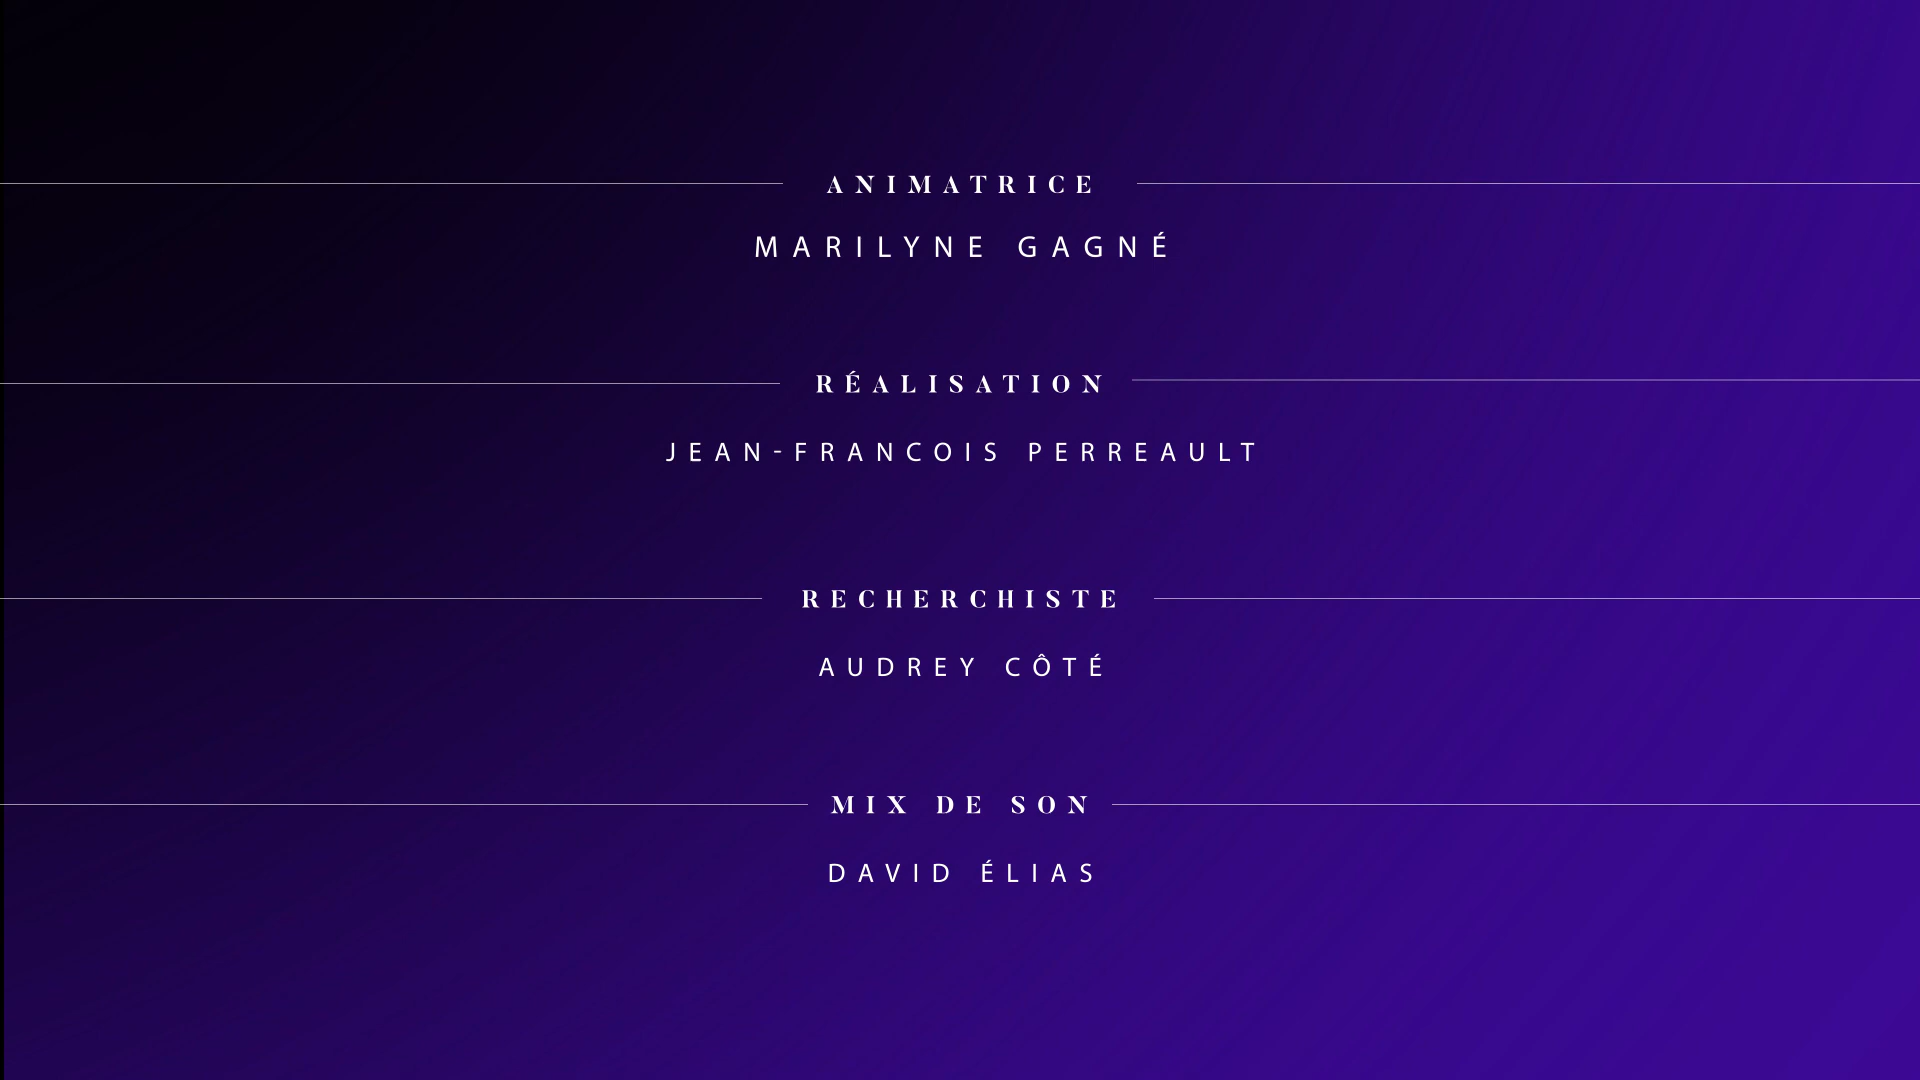 ANIMATRICE
MARILYNE GAGNÉ
RÉALISATION
JEAN-FRANCOIS PERREAULT
RECHERCHISTE
AUDREY CÔTÉ
MIX DE SON
DAVID ÉLIAS